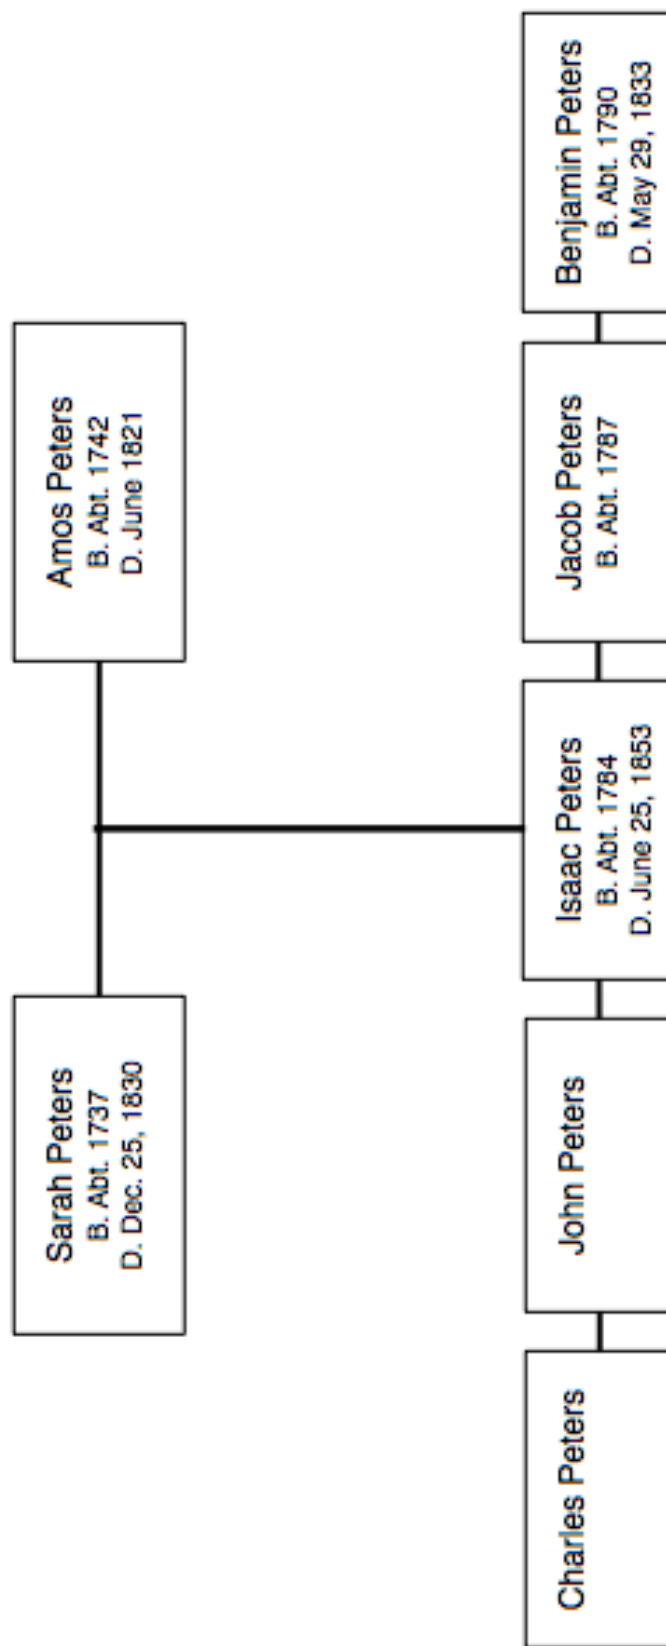 Sarah Peters
B. Abt. 1737
D. Dec. 25, 1830
Amos Peters
B. Abt. 1742
D. June 1821
Charles Peters
John Peters
Isaac Peters
B. Abt. 1784
D. June 25, 1853
Jacob Peters
B. Abt. 1787
Benjamin Peters
B. Abt. 1790
D. May 29, 1833